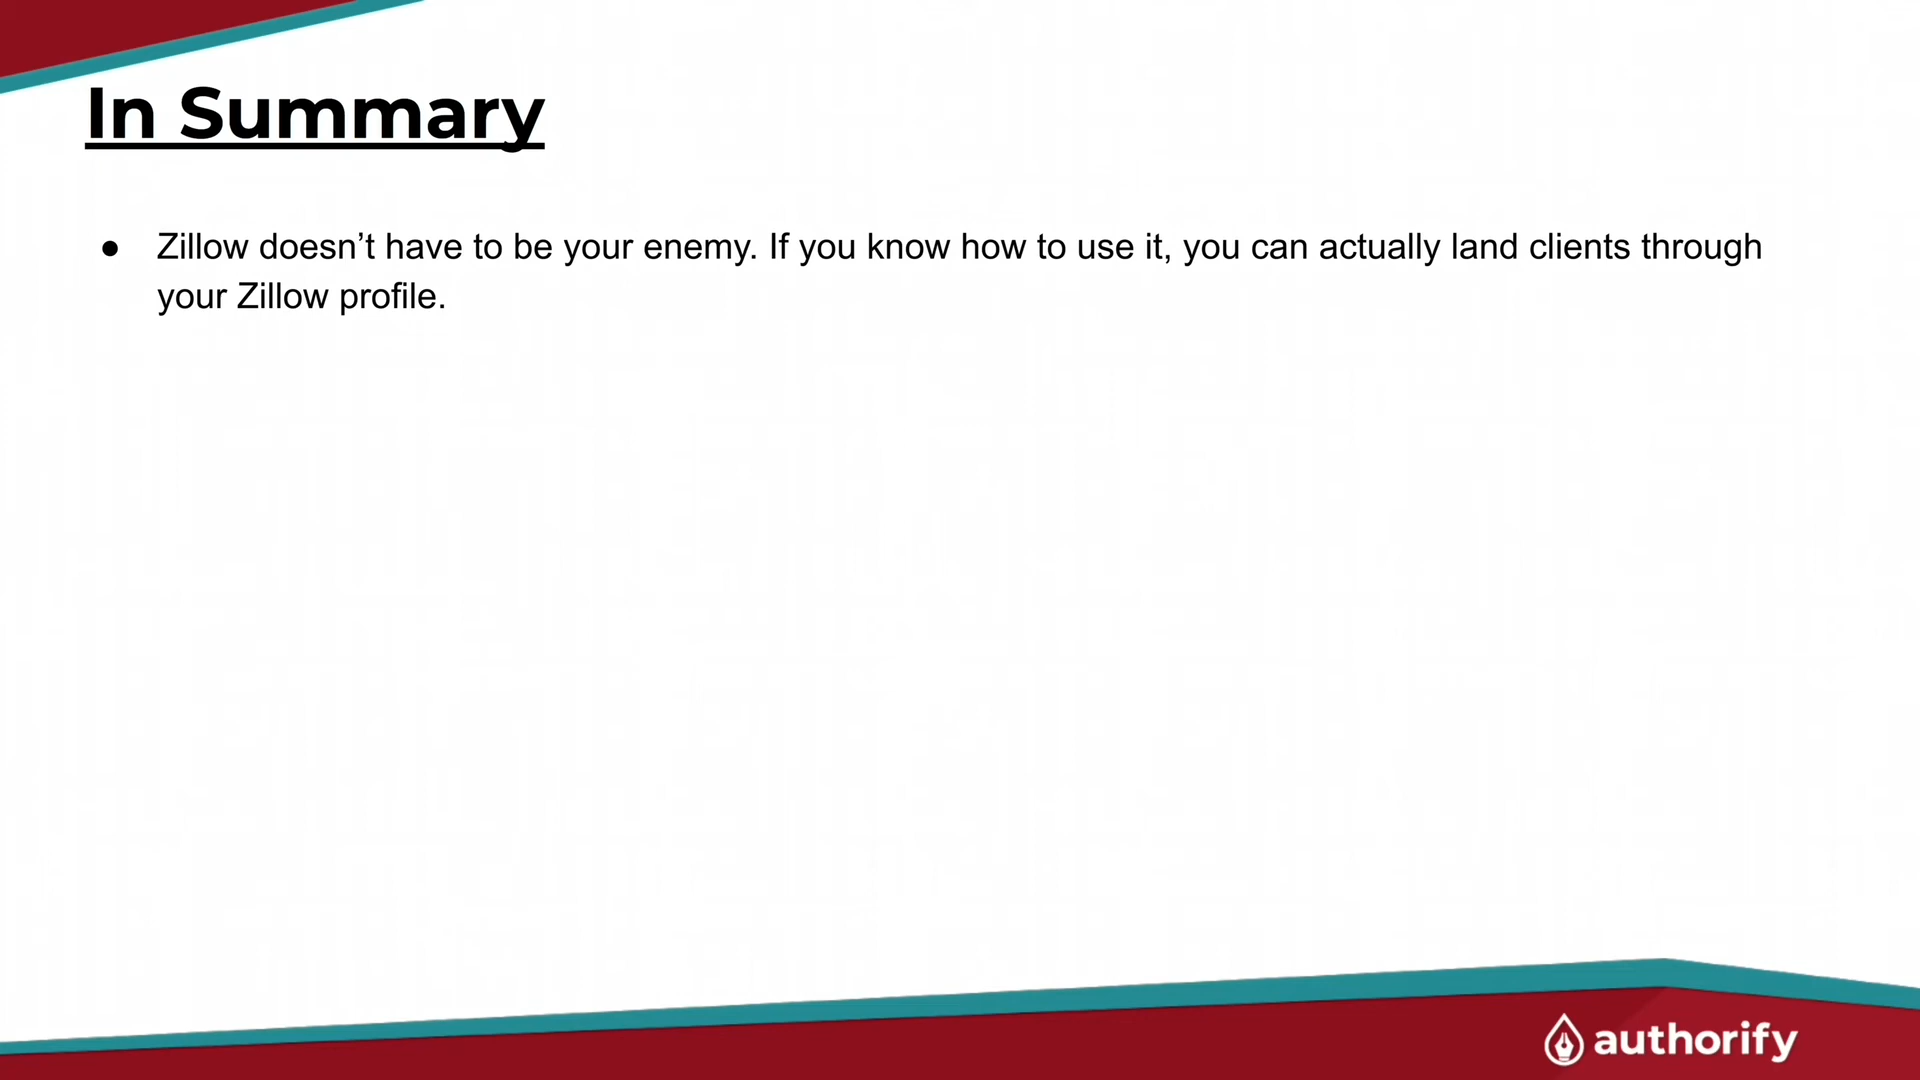 In Summary
● Zillow doesn’t have to be your enemy. If you know how to use it, you can actually land clients through
your Zillow profile.
authorify